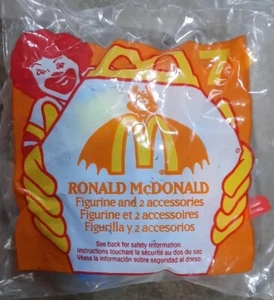 7
RONALD McDONALD
Figurine and 2 accessories
Figurine et 2 accessoires
Figurilla y 2 accesorios
See back for safety information.
Instructions touchant la sécurité au dos du sac
Véase la información sobre seguridad al dorso.